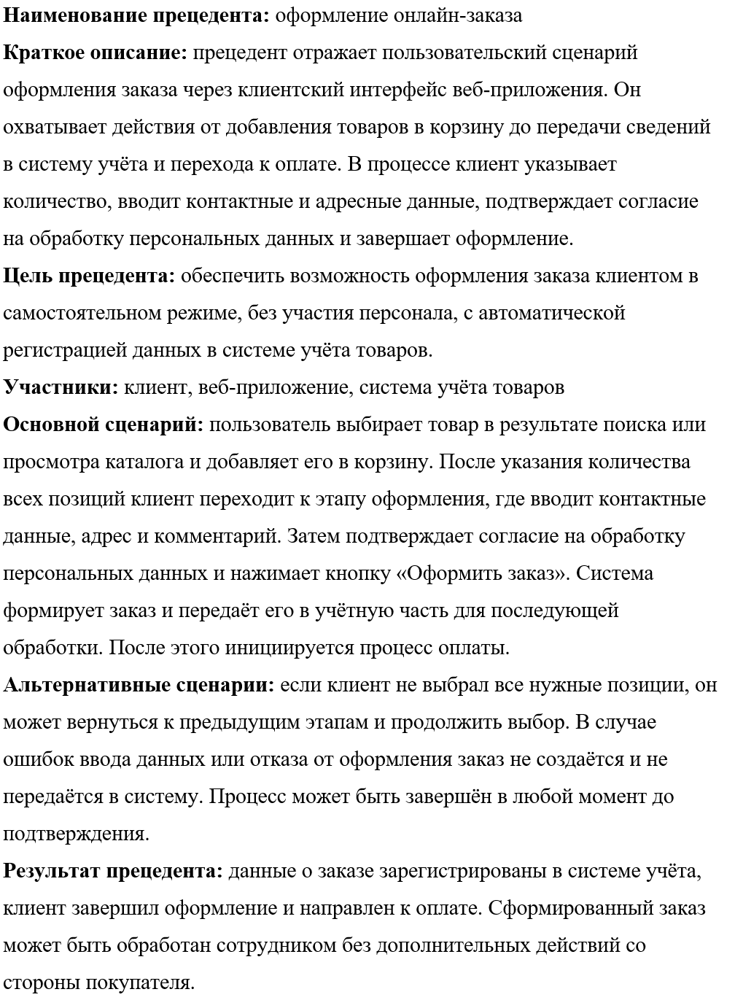 Наименование прецедента: оформление онлайн-заказа
Краткое описание: прецедент отражает пользовательский сценарий
оформления заказа через клиентский интерфейс веб-приложения. Он
охватывает действия от добавления товаров в корзину до передачи сведений
в систему учёта и перехода к оплате. В процессе клиент указывает
количество, вводит контактные и адресные данные, подтверждает согласие
на обработку персональных данных и завершает оформление.
Цель прецедента: обеспечить возможность оформления заказа клиентом в
самостоятельном режиме, без участия персонала, с автоматической
регистрацией данных в системе учёта товаров.
Участники: клиент, веб-приложение, система учёта товаров
Основной сценарий: пользователь выбирает товар в результате поиска или
просмотра каталога и добавляет его в корзину. После указания количества
всех позиций клиент переходит к этапу оформления, где вводит контактные
данные, адрес и комментарий. Затем подтверждает согласие на обработку
персональных данных и нажимает кнопку «Оформить заказ». Система
формирует заказ и передаёт его в учётную часть для последующей
обработки. После этого инициируется процесс оплаты.
Альтернативные сценарии: если клиент не выбрал все нужные позиции, он
может вернуться к предыдущим этапам и продолжить выбор. В случае
ошибок ввода данных или отказа от оформления заказ не создаётся и не
передаётся в систему. Процесс может быть завершён в любой момент до
подтверждения.
Результат прецедента: данные о заказе зарегистрированы в системе учёта,
клиент завершил оформление и направлен к оплате. Сформированный заказ
может быть обработан сотрудником без дополнительных действий со
стороны покупателя.